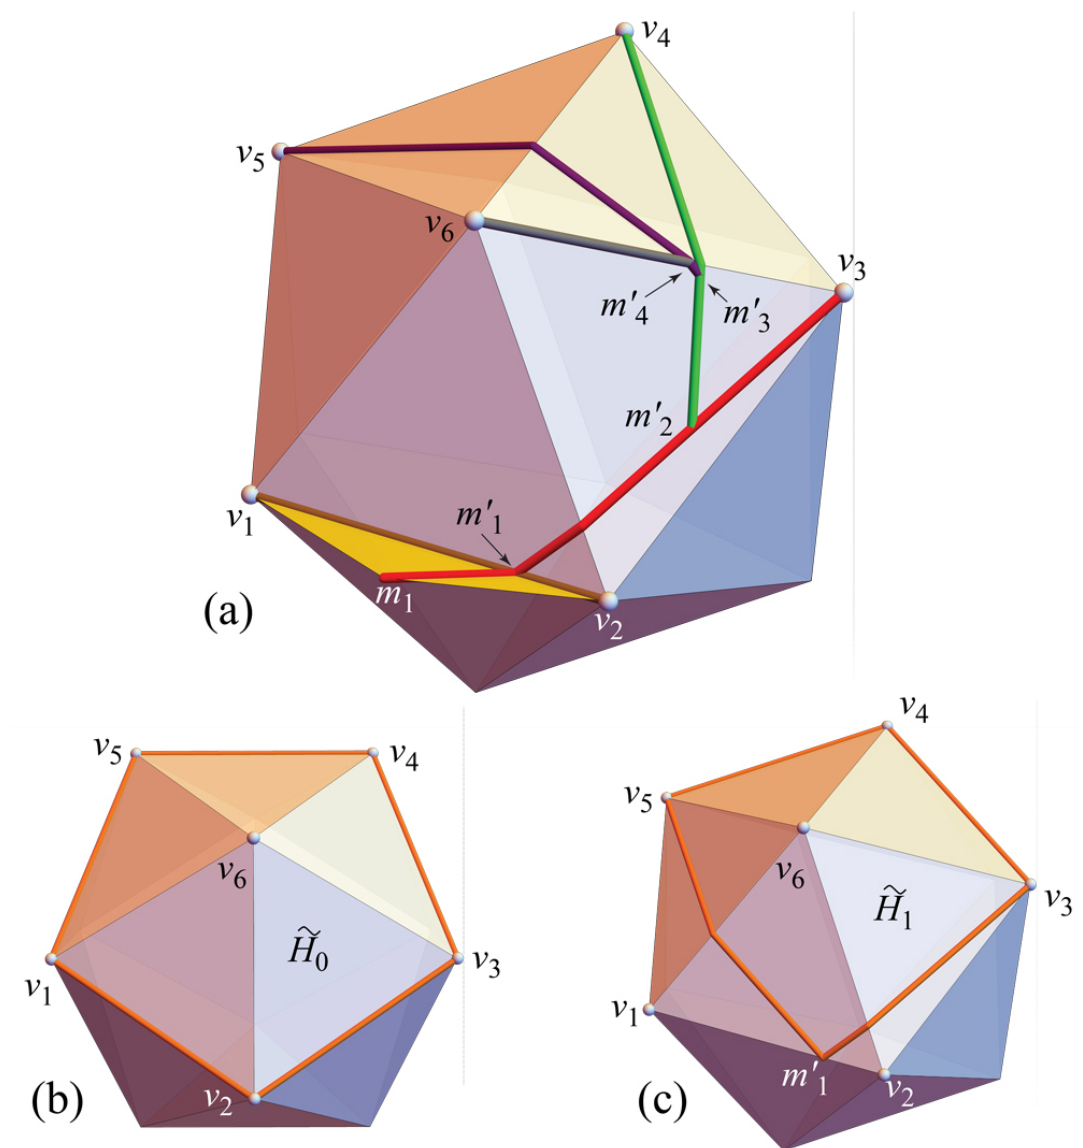 v₄
v₅
v₆
v₃
m'₄
m'₃
m'₂
v₁
m'₁
m₁
(a)
v₂
v₅
v₄
v₆
H̃₀
v₁
v₃
v₂
(b)
v₄
v₅
v₆
H̃₁
v₃
v₁
m'₁
v₂
(c)